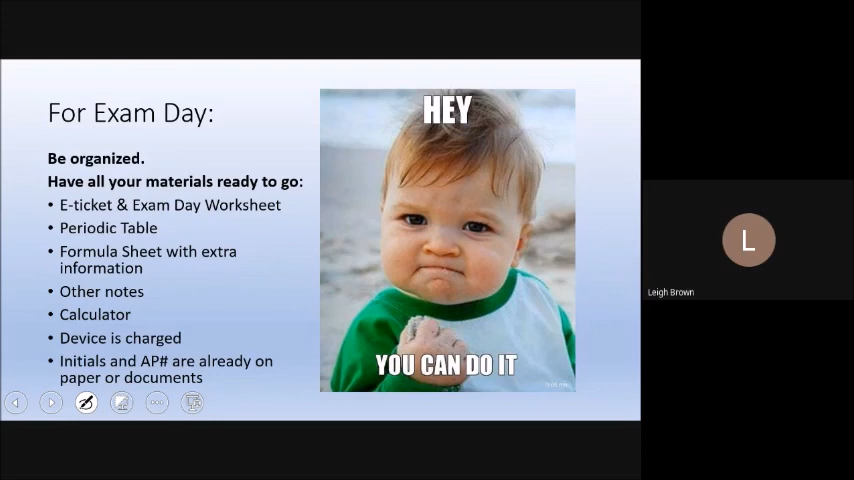 For Exam Day:
Be organized.
Have all your materials ready to go:
• E-ticket & Exam Day Worksheet
• Periodic Table
• Formula Sheet with extra
information
• Other notes
• Calculator
• Device is charged
• Initials and AP# are already on
paper or documents
HEY
YOU CAN DO IT
L
Leigh Brown